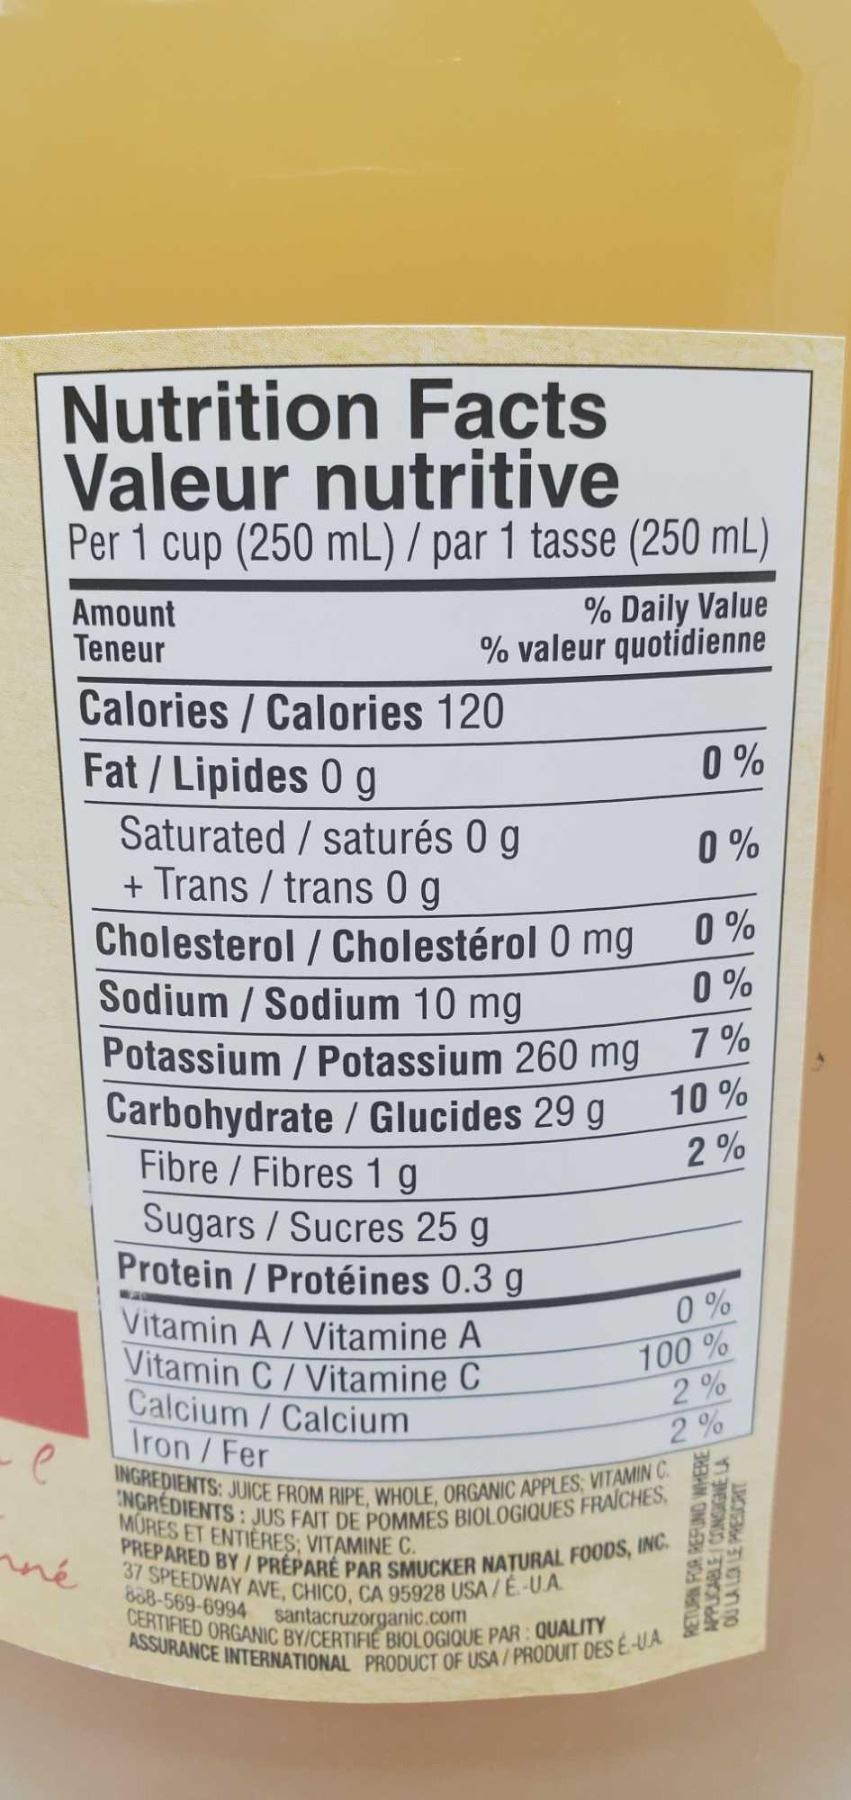 Nutrition Facts
Valeur nutritive
Per 1 cup (250 mL) / par 1 tasse (250 mL)
Amount % Daily Value
Teneur % valeur quotidienne
Calories / Calories 120
Fat / Lipides 0 g 0 %
Saturated / saturés 0 g 0 %
+ Trans / trans 0 g
Cholesterol / Cholestérol 0 mg 0 %
Sodium / Sodium 10 mg 0 %
Potassium / Potassium 260 mg 7 %
Carbohydrate / Glucides 29 g 10 %
Fibre / Fibres 1 g 2 %
Sugars / Sucres 25 g
Protein / Protéines 0.3 g
Vitamin A / Vitamine A 0 %
Vitamin C / Vitamine C 100 %
Calcium / Calcium 2 %
Iron / Fer 2 %
INGREDIENTS: JUICE FROM RIPE, WHOLE, ORGANIC APPLES; VITAMIN C.
INGRÉDIENTS : JUS FAIT DE POMMES BIOLOGIQUES FRAÎCHES,
MÛRES ET ENTIÈRES; VITAMINE C.
PREPARED BY / PRÉPARÉ PAR SMUCKER NATURAL FOODS, INC.
37 SPEEDWAY AVE, CHICO, CA 95928 USA / É.-U.A.
888-569-6994 santacruzorganic.com
CERTIFIED ORGANIC BY/CERTIFIÉ BIOLOGIQUE PAR : QUALITY
ASSURANCE INTERNATIONAL PRODUCT OF USA / PRODUIT DES É.-U.A.
RETURN FOR REFUND WHERE
APPLICABLE / CONSIGNÉ LÀ
OÙ LA LOI LE PRESCRIT